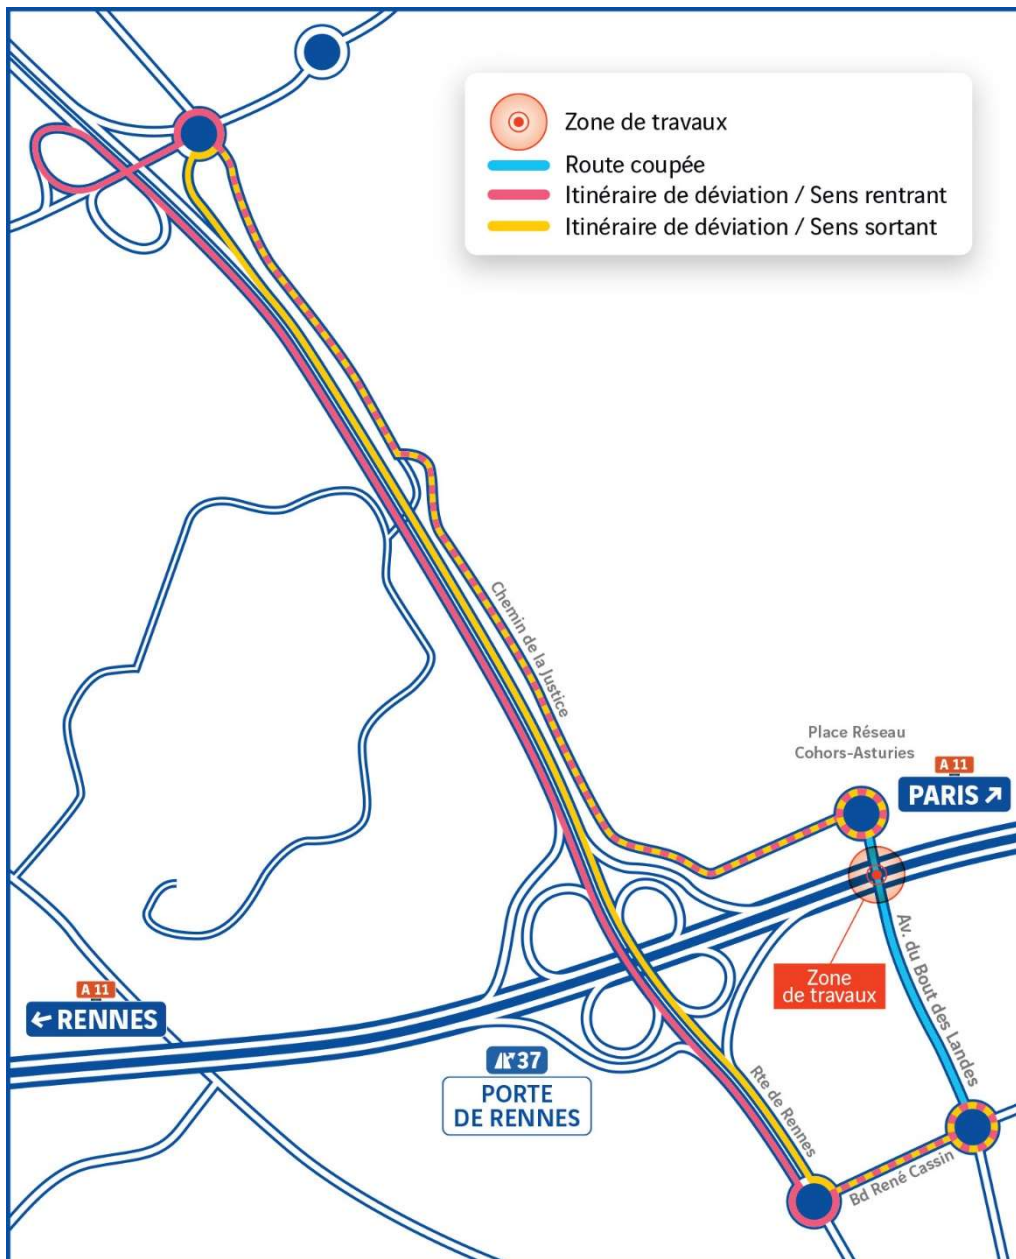 Zone de travaux
Route coupée
Itinéraire de déviation / Sens rentrant
Itinéraire de déviation / Sens sortant
Chemin de la Justice
Place Réseau
Cohors-Asturies
A 11
PARIS ↗
Av. du Bout des Landes
Zone
de travaux
A 11
← RENNES
37
PORTE
DE RENNES
Rte de Rennes
Bd René Cassin